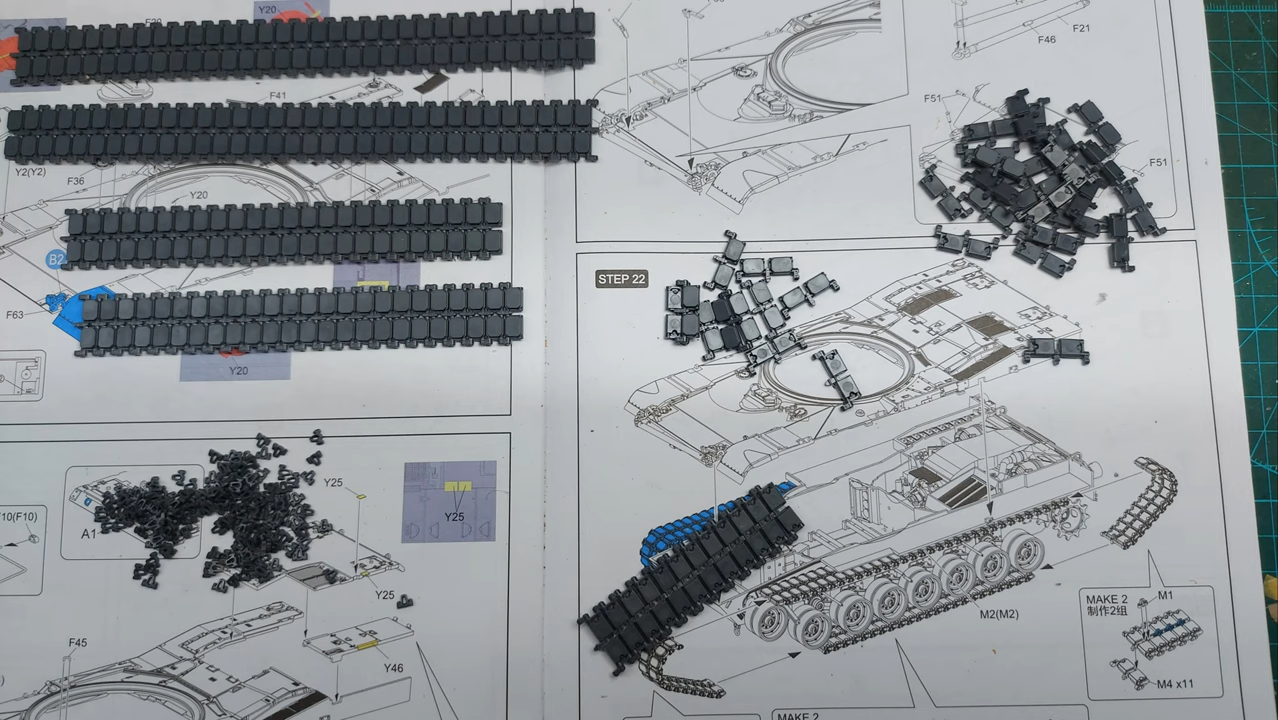 Y20
F41
Y2(Y2)
F36
Y20
B2
F63
Y20
Y25
Y25
F10(F10)
A1
Y25
F45
Y46
F21
F46
F51
F51
STEP 22
M2(M2)
MAKE 2
制作2组
M1
M4 x11
MAKE 2